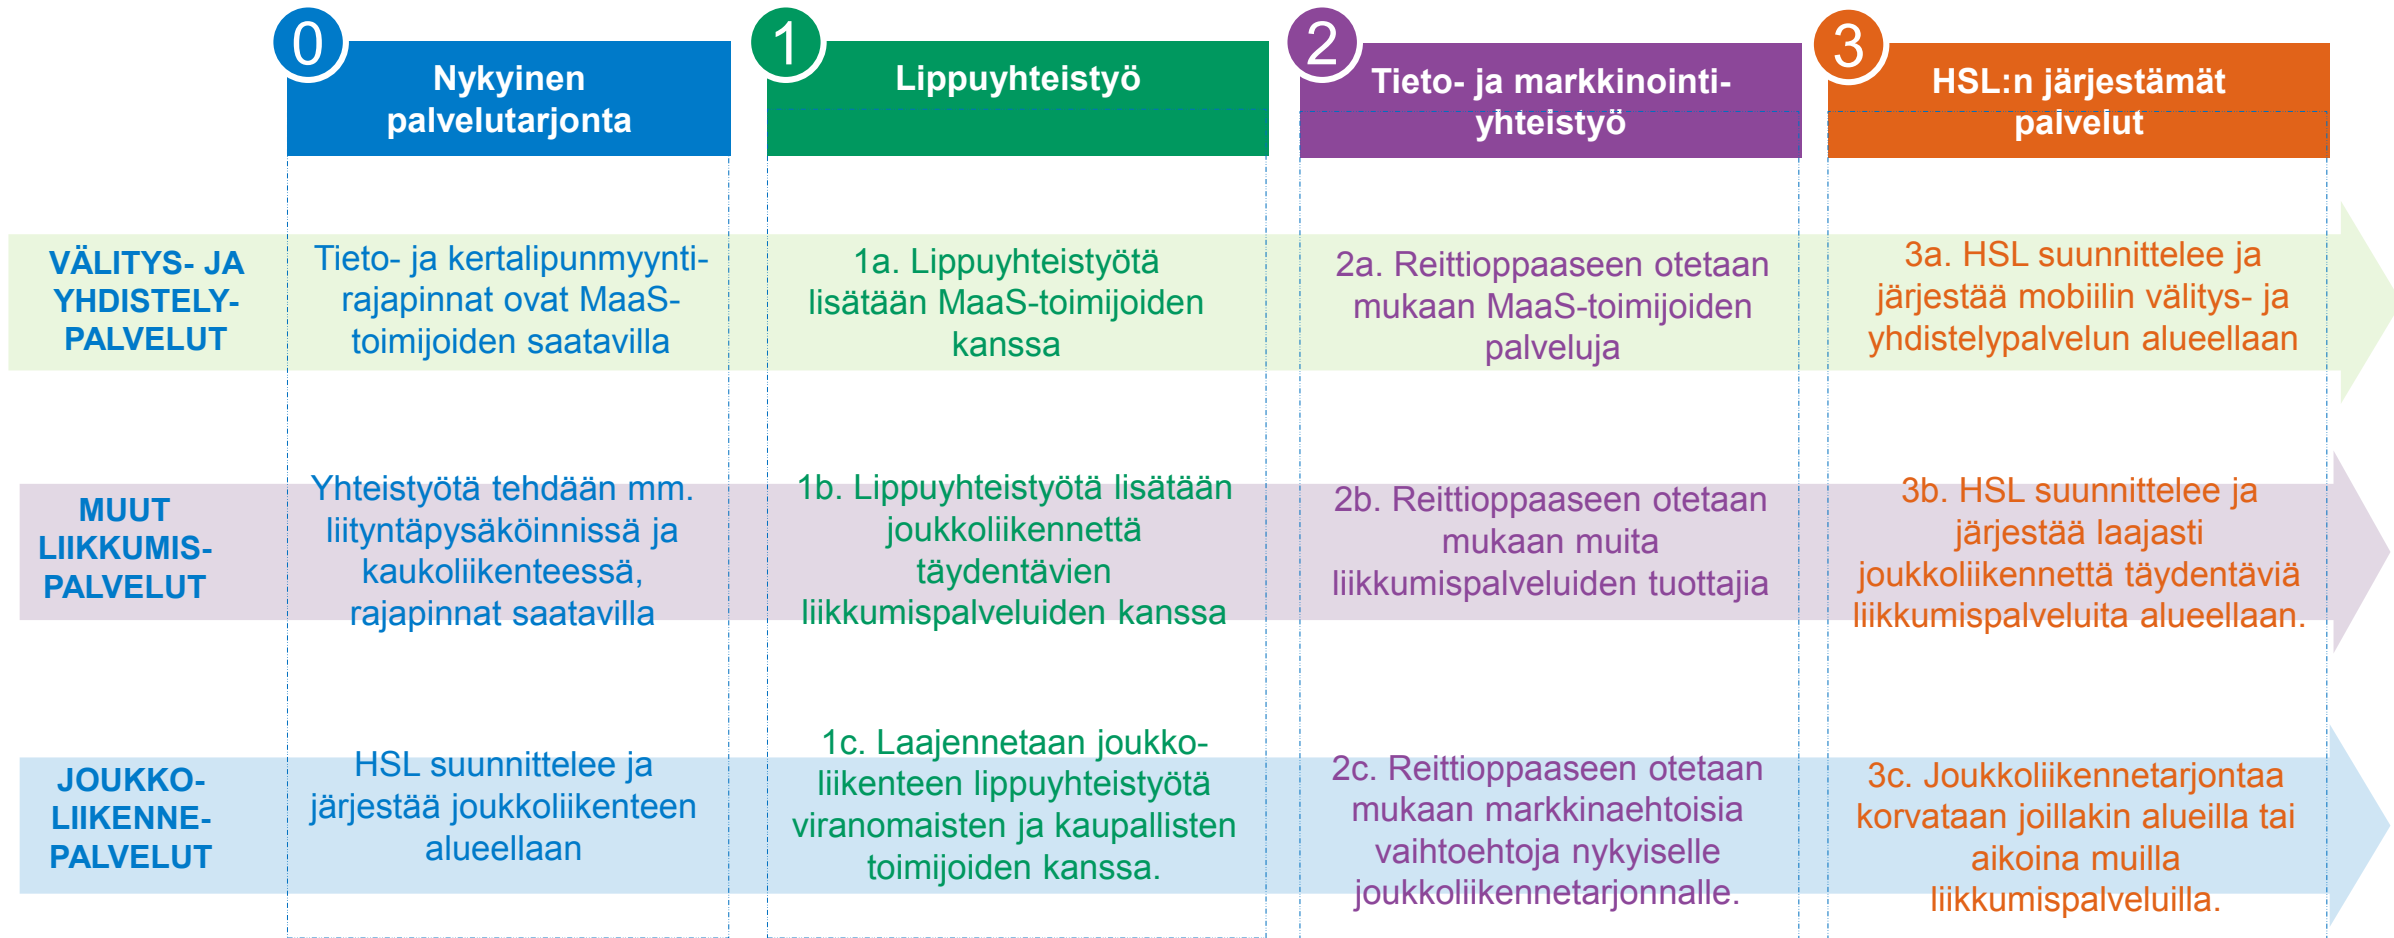 0
Nykyinen
palvelutarjonta
1
Lippuyhteistyö
2
Tieto- ja markkinointi-
yhteistyö
3
HSL:n järjestämät
palvelut
VÄLITYS- JA
YHDISTELY-
PALVELUT
Tieto- ja kertalipunmyynti-
rajapinnat ovat MaaS-
toimijoiden saatavilla
1a. Lippuyhteistyötä
lisätään MaaS-toimijoiden
kanssa
2a. Reittioppaaseen otetaan
mukaan MaaS-toimijoiden
palveluja
3a. HSL suunnittelee ja
järjestää mobiilin välitys- ja
yhdistelypalvelun alueellaan
MUUT
LIIKKUMIS-
PALVELUT
Yhteistyötä tehdään mm.
liityntäpysäköinnissä ja
kaukoliikenteessä,
rajapinnat saatavilla
1b. Lippuyhteistyötä lisätään
joukkoliikennettä
täydentävien
liikkumispalveluiden kanssa
2b. Reittioppaaseen otetaan
mukaan muita
liikkumispalveluiden tuottajia
3b. HSL suunnittelee ja
järjestää laajasti
joukkoliikennettä täydentäviä
liikkumispalveluita alueellaan.
JOUKKO-
LIIKENNE-
PALVELUT
HSL suunnittelee ja
järjestää joukkoliikenteen
alueellaan
1c. Laajennetaan joukko-
liikenteen lippuyhteistyötä
viranomaisten ja kaupallisten
toimijoiden kanssa.
2c. Reittioppaaseen otetaan
mukaan markkinaehtoisia
vaihtoehtoja nykyiselle
joukkoliikennetarjonnalle.
3c. Joukkoliikennetarjontaa
korvataan joillakin alueilla tai
aikoina muilla
liikkumispalveluilla.